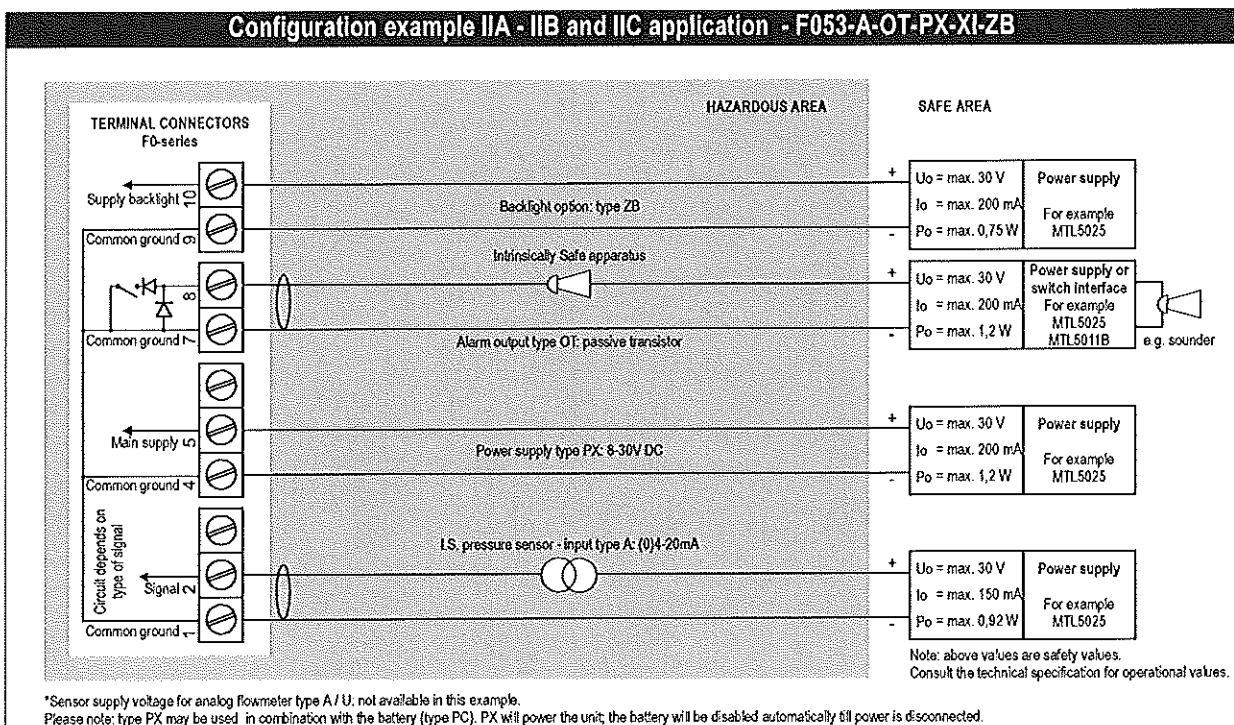 Configuration example IIA - IIB and IIC application - F053-A-OT-PX-XI-ZB
HAZARDOUS AREA
SAFE AREA
TERMINAL CONNECTORS
F0-series
Supply backlight 10
Backlight option: type ZB
Common ground 9
+
-
Uo = max. 30 V
Io = max. 200 mA
Po = max. 0,75 W
Power supply
For example
MTL5025
Intrinsically Safe apparatus
8
Common ground 7
Alarm output type OT: passive transistor
+
-
Uo = max. 30 V
Io = max. 200 mA
Po = max. 1,2 W
Power supply or
switch interface
For example
MTL5025
MTL5011B
e.g. sounder
Main supply 5
Power supply type PX: 8-30V DC
Common ground 4
+
-
Uo = max. 30 V
Io = max. 200 mA
Po = max. 1,2 W
Power supply
For example
MTL5025
Circuit depends on
type of signal
I.S. pressure sensor - input type A: (0)4-20mA
Signal 2
Common ground 1
+
-
Uo = max. 30 V
Io = max. 150 mA
Po = max. 0,92 W
Power supply
For example
MTL5025
Note: above values are safety values.
Consult the technical specification for operational values.
*Sensor supply voltage for analog flowmeter type A / U: not available in this example.
Please note: type PX may be used in combination with the battery (type PC). PX will power the unit; the battery will be disabled automatically till power is disconnected.